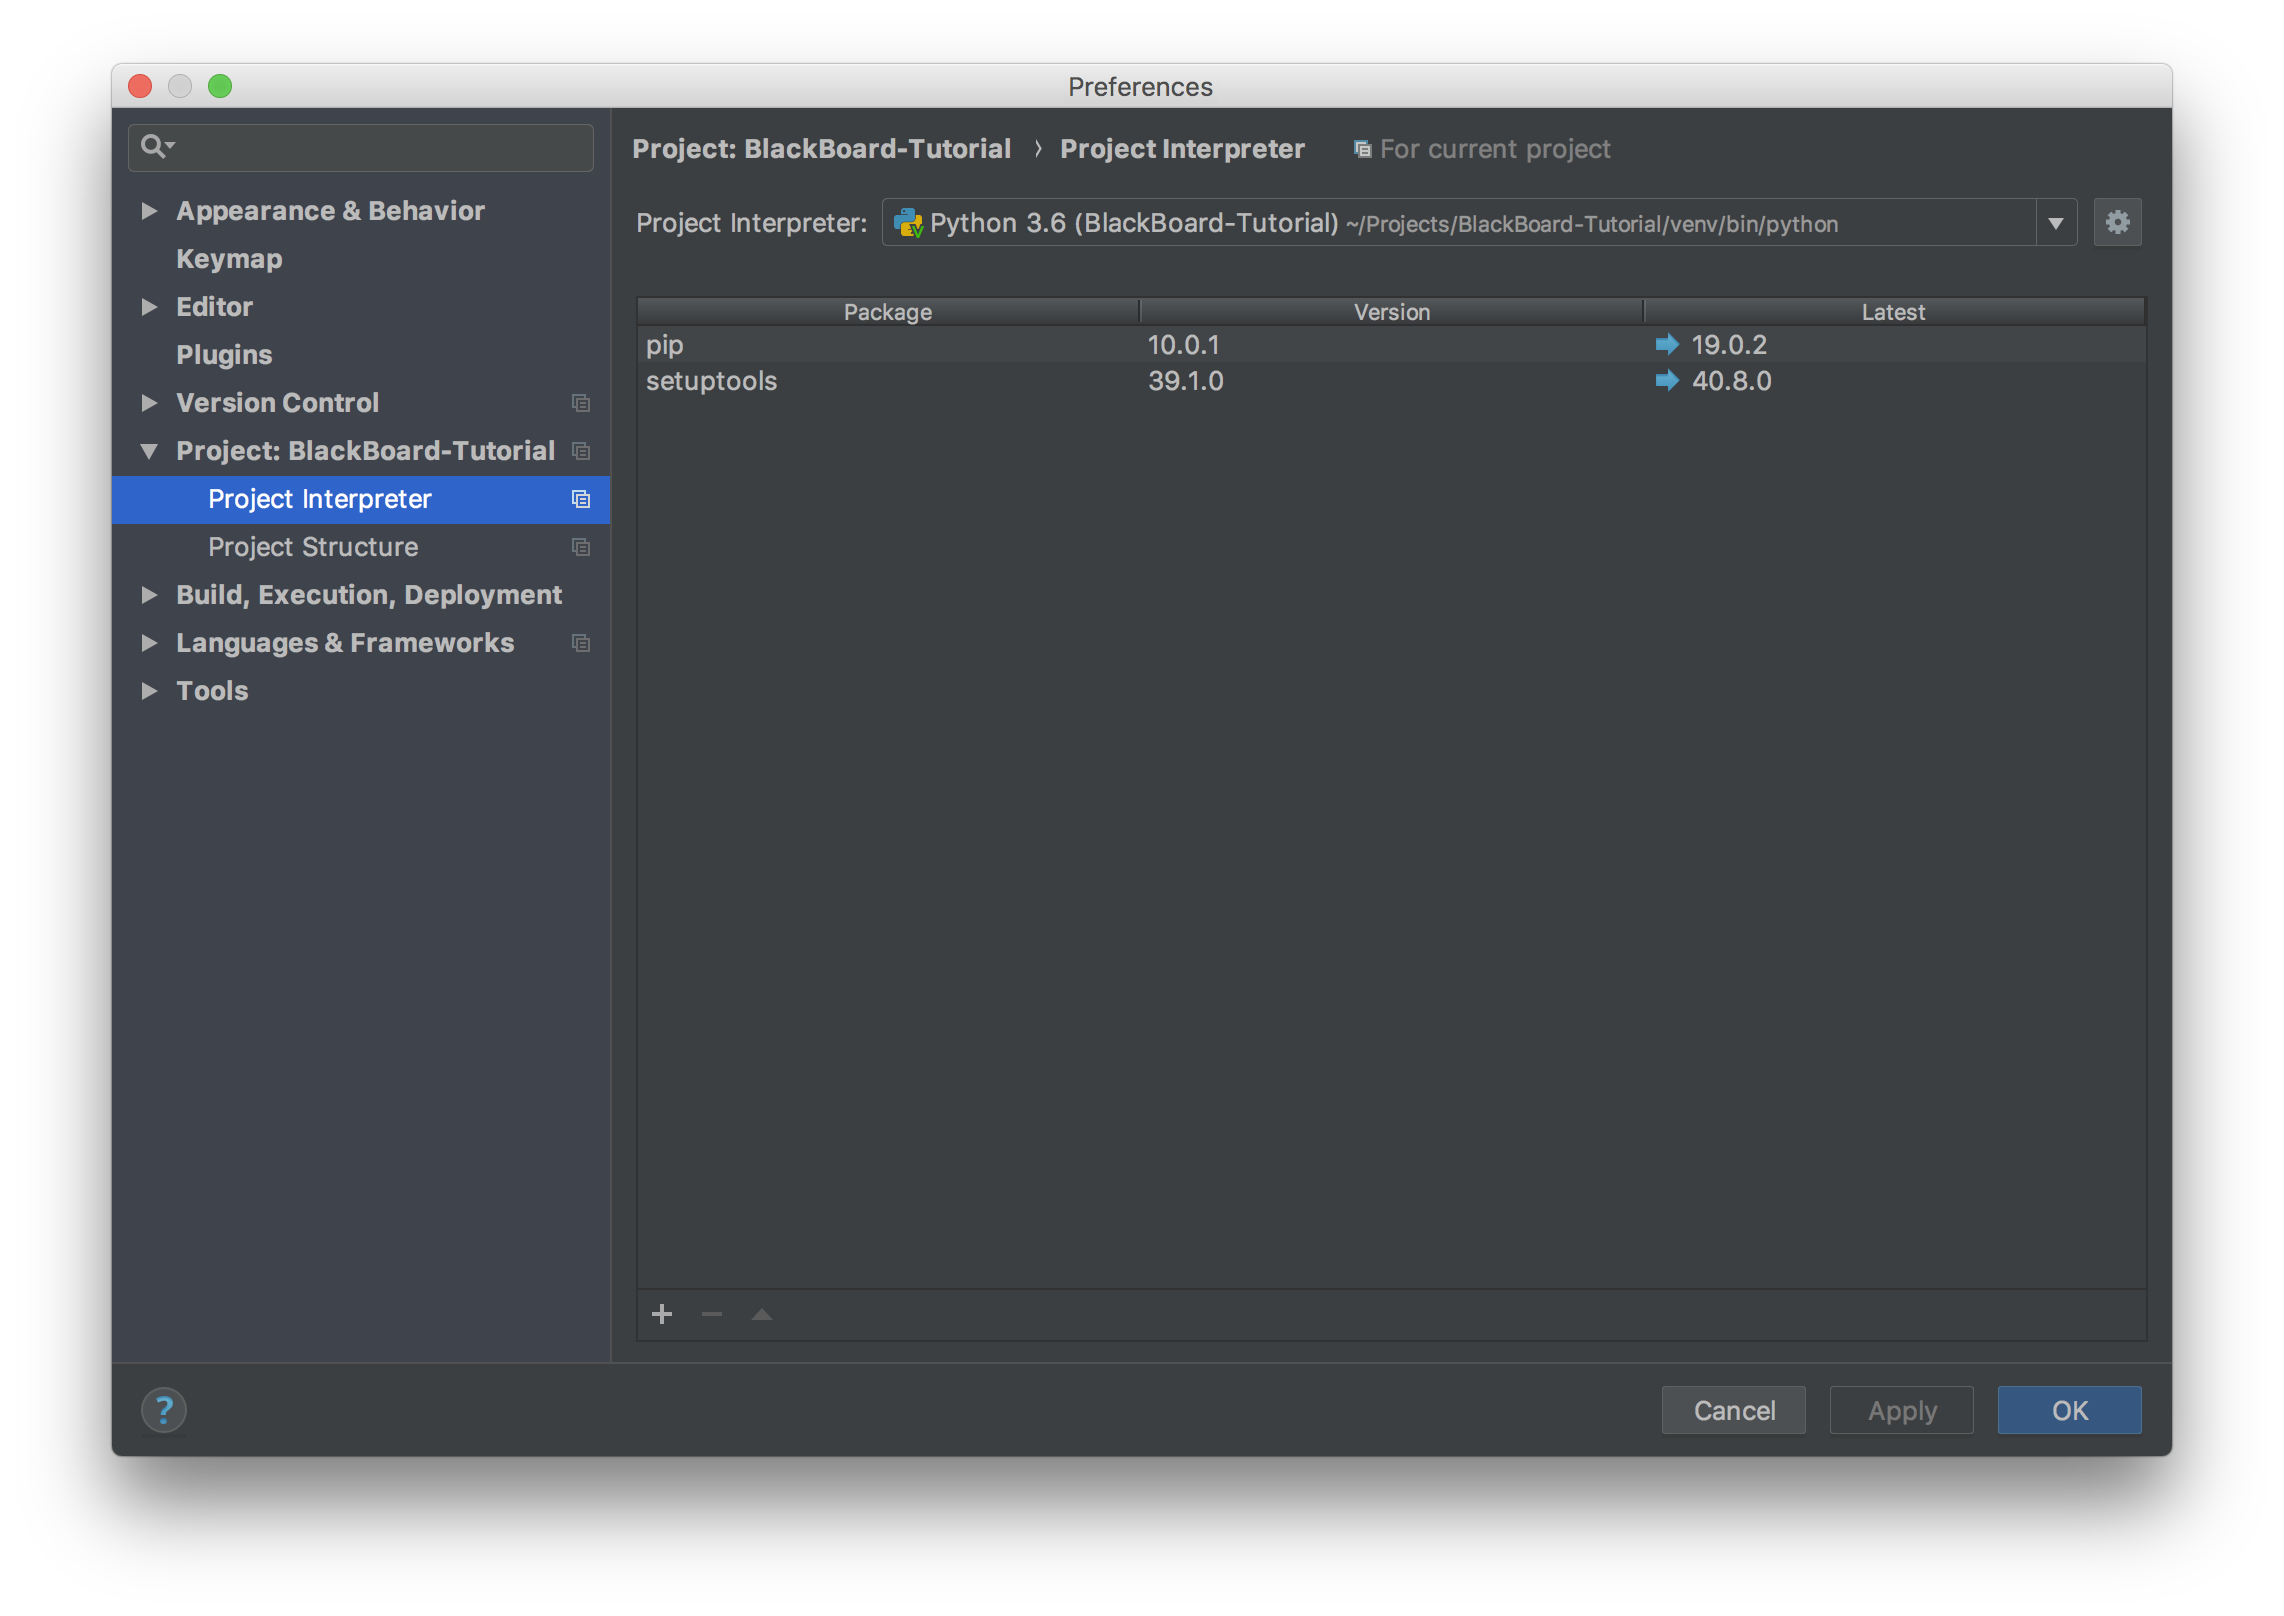 Preferences
Appearance & Behavior
Keymap
Editor
Plugins
Version Control
Project: BlackBoard-Tutorial
Project Interpreter
Project Structure
Build, Execution, Deployment
Languages & Frameworks
Tools
Project: BlackBoard-Tutorial › Project Interpreter For current project
Project Interpreter: Python 3.6 (BlackBoard-Tutorial) ~/Projects/BlackBoard-Tutorial/venv/bin/python
Package Version Latest
pip 10.0.1 19.0.2
setuptools 39.1.0 40.8.0
? Cancel Apply OK